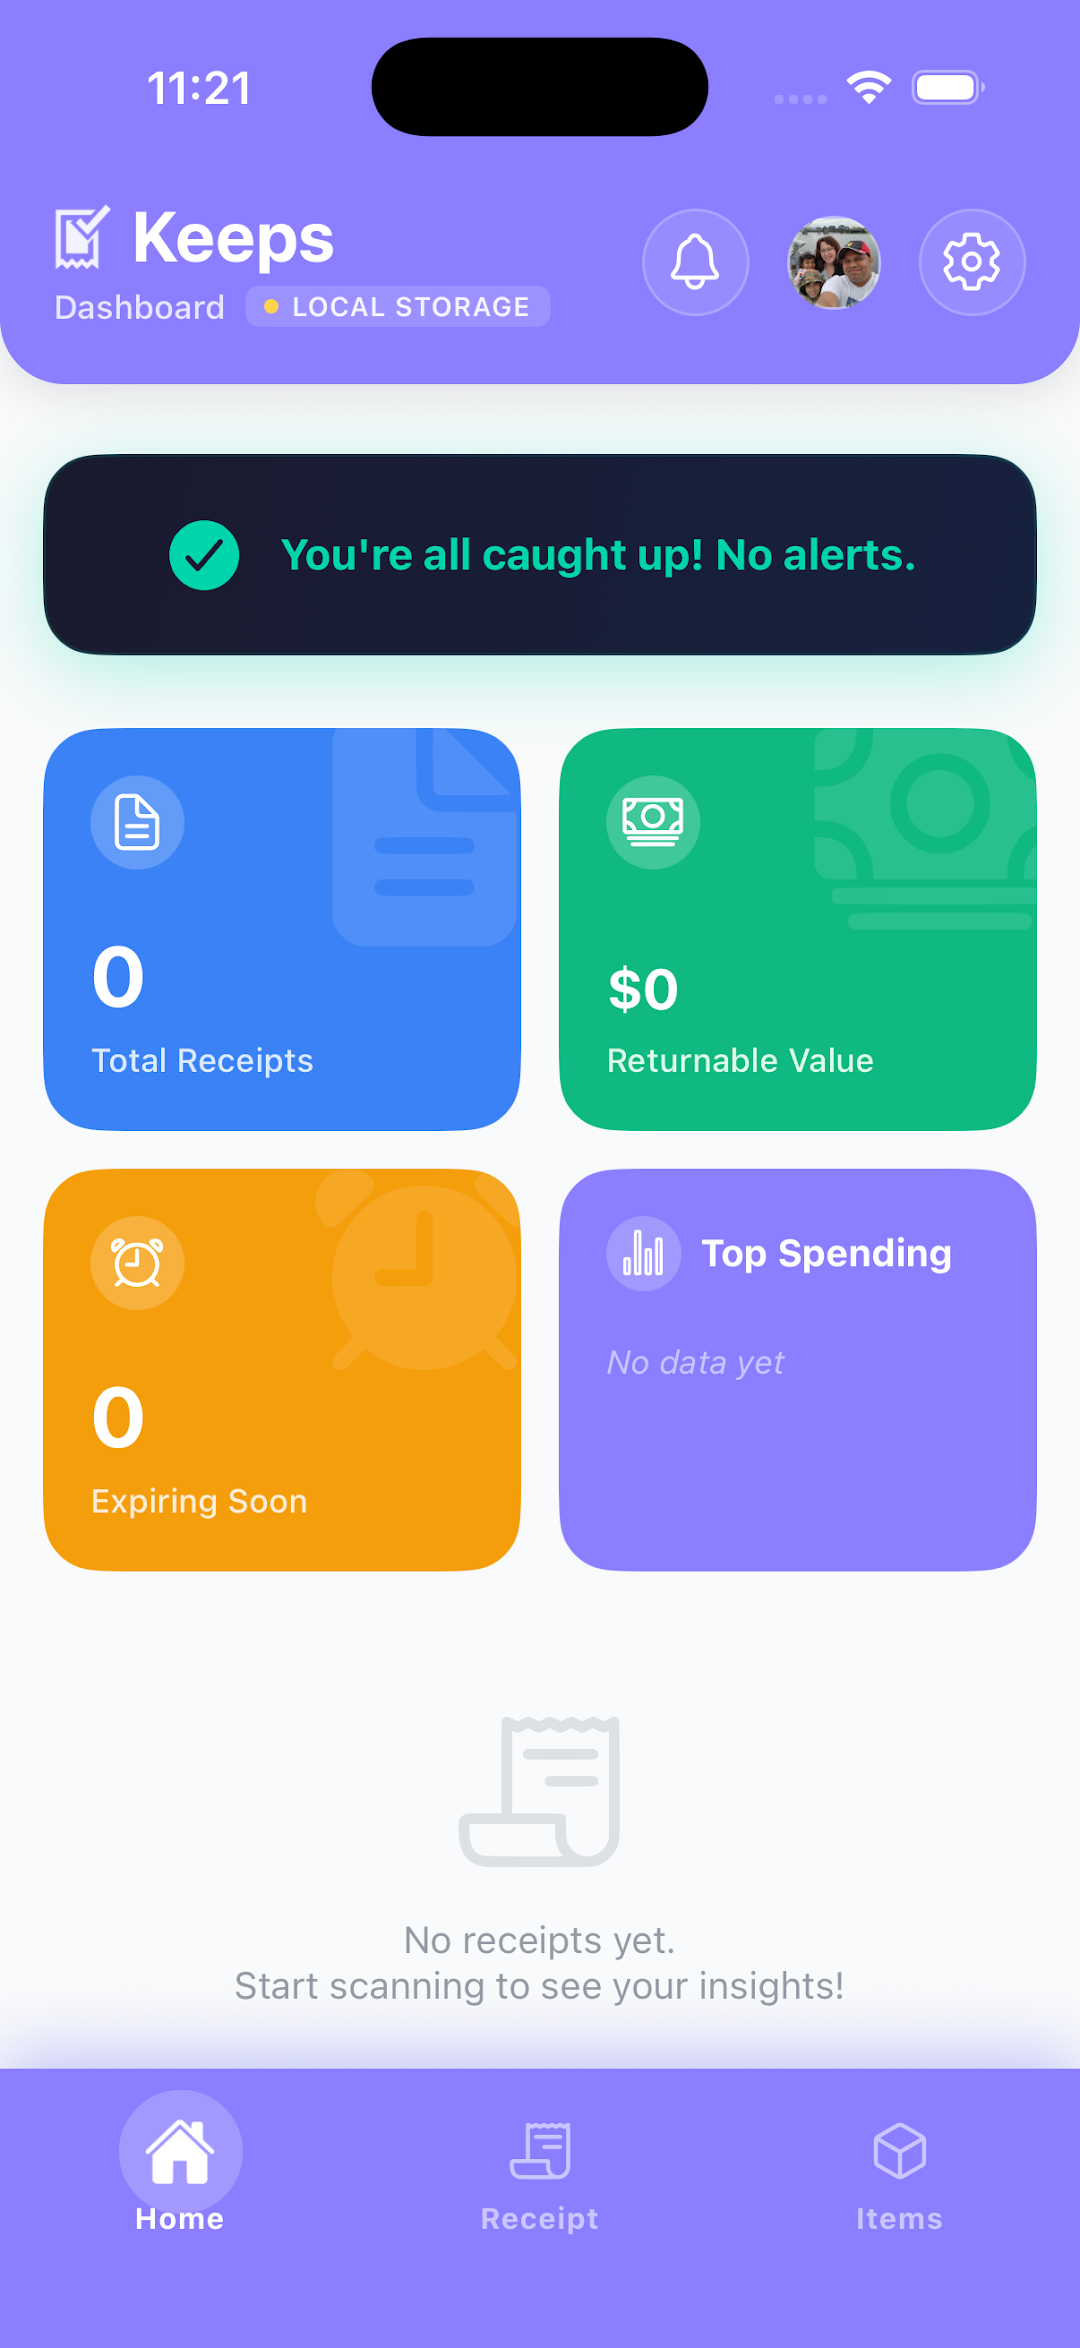 11:21
Keeps
Dashboard
LOCAL STORAGE
You're all caught up! No alerts.
0
Total Receipts
$0
Returnable Value
0
Expiring Soon
Top Spending
No data yet
No receipts yet.
Start scanning to see your insights!
Home
Receipt
Items